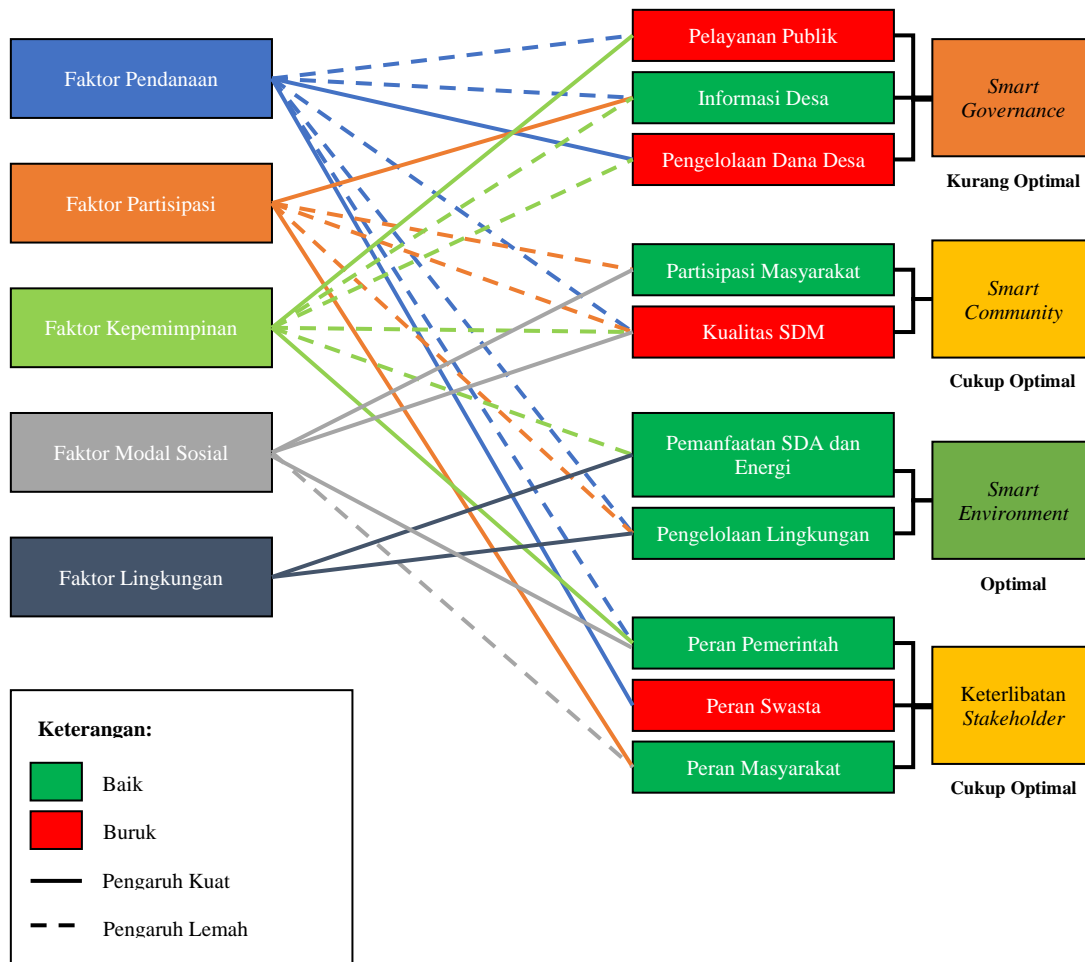 Faktor Pendanaan
Faktor Partisipasi
Faktor Kepemimpinan
Faktor Modal Sosial
Faktor Lingkungan
Pelayanan Publik
Informasi Desa
Pengelolaan Dana Desa
Smart
Governance
Kurang Optimal
Partisipasi Masyarakat
Kualitas SDM
Smart
Community
Cukup Optimal
Pemanfaatan SDA dan
Energi
Pengelolaan Lingkungan
Smart
Environment
Optimal
Peran Pemerintah
Peran Swasta
Peran Masyarakat
Keterlibatan
Stakeholder
Cukup Optimal
Keterangan:
Baik
Buruk
Pengaruh Kuat
Pengaruh Lemah